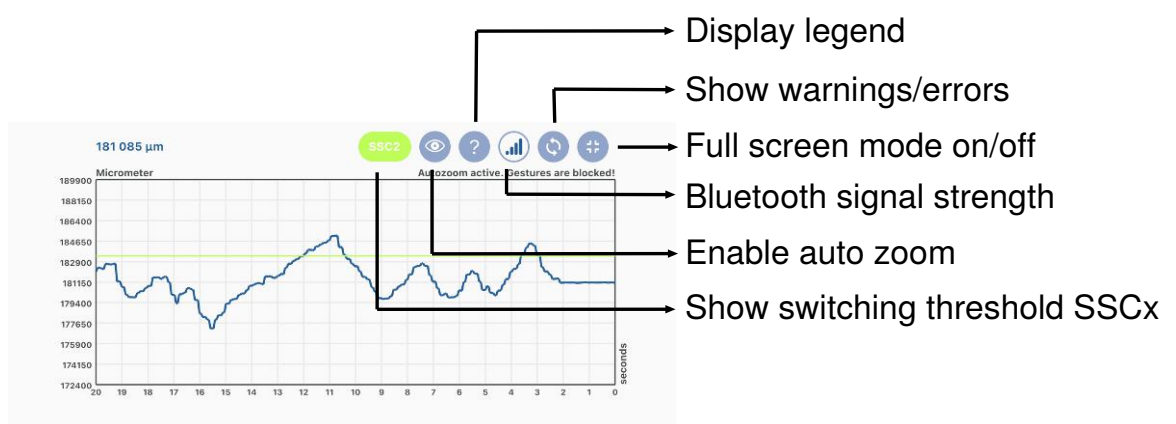 Display legend
Show warnings/errors
181 085 µm
SSC2
?
Full screen mode on/off
Micrometer
Autozoom active. Gestures are blocked!
Bluetooth signal strength
Enable auto zoom
Show switching threshold SSCx
189900
188150
186400
184650
182900
181150
179400
177650
175900
174150
172400
seconds
20 19 18 17 16 15 14 13 12 11 10 9 8 7 6 5 4 3 2 1 0